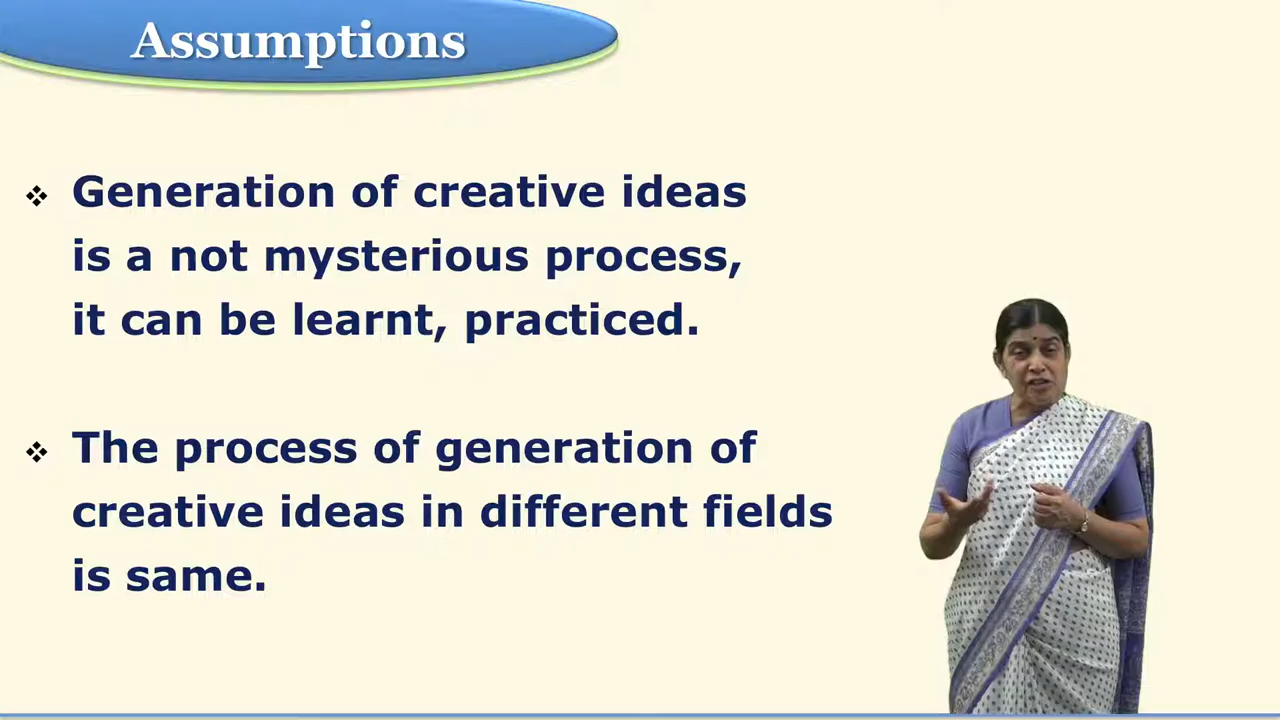 Assumptions
Generation of creative ideas
is a not mysterious process,
it can be learnt, practiced.
The process of generation of
creative ideas in different fields
is same.